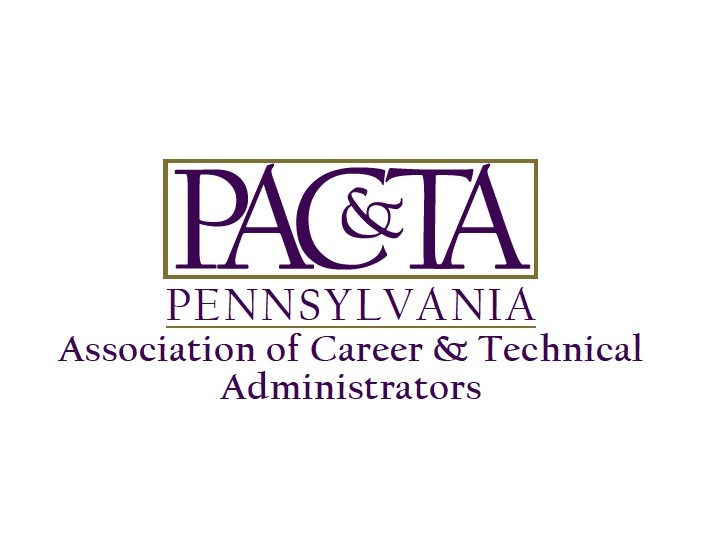 PAC&TA
PENNSYLVANIA
Association of Career & Technical
Administrators